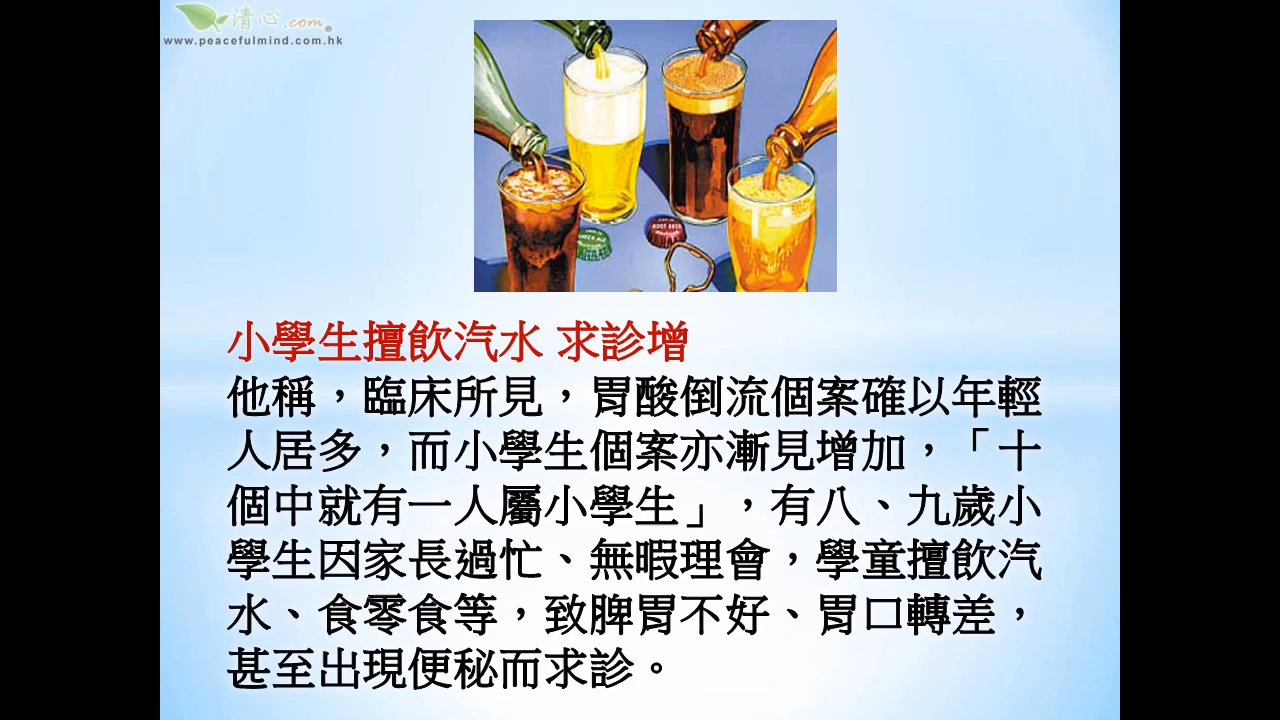 清心.com®
www.peacefulmind.com.hk
ROOT BEER
小學生擅飲汽水 求診增
他稱，臨床所見，胃酸倒流個案確以年輕
人居多，而小學生個案亦漸見增加，「十
個中就有一人屬小學生」，有八、九歲小
學生因家長過忙、無暇理會，學童擅飲汽
水、食零食等，致脾胃不好、胃口轉差，
甚至出現便秘而求診。